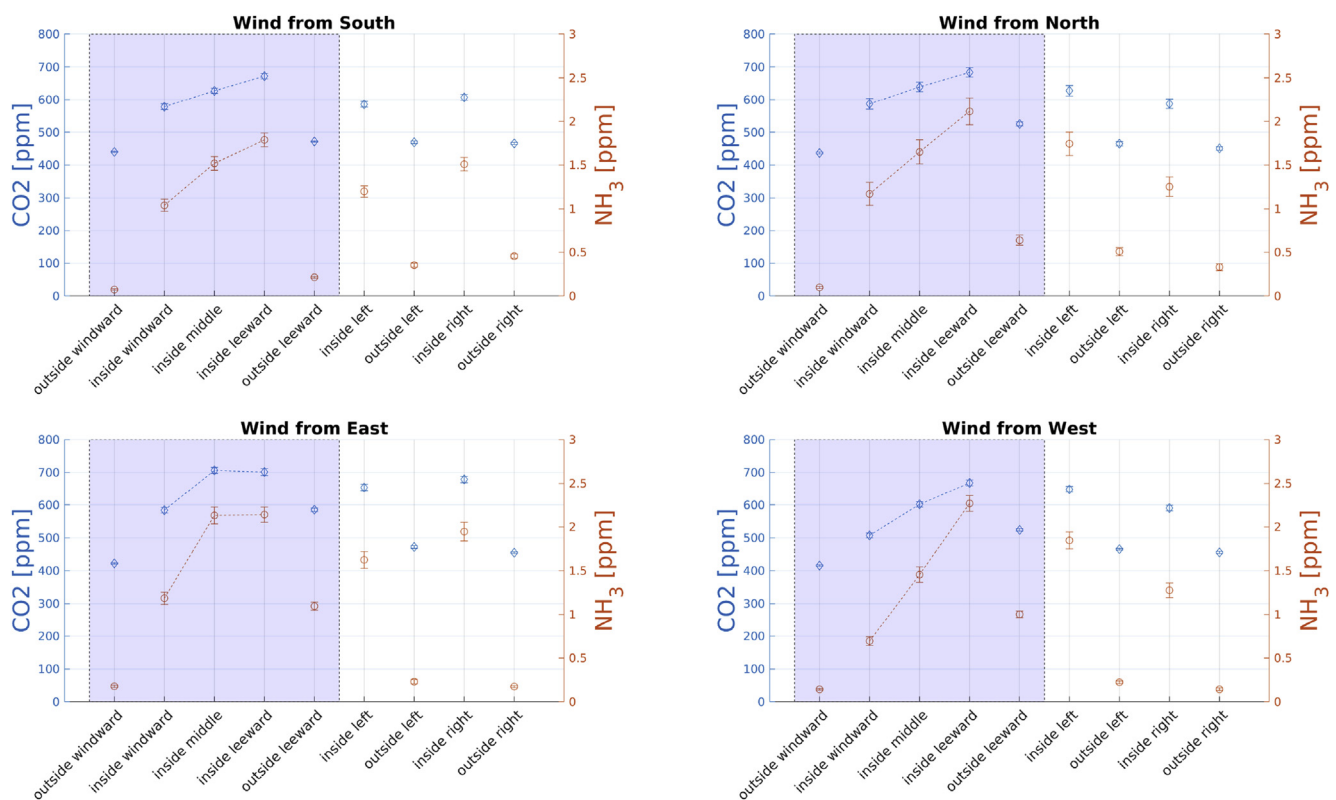 Wind from South
800
700
600
500
400
300
200
100
0
CO2 [ppm]
3
2.5
2
1.5
1
0.5
0
NH3 [ppm]
outside windward
inside windward
inside middle
inside leeward
outside leeward
inside left
outside left
inside right
outside right
Wind from North
800
700
600
500
400
300
200
100
0
CO2 [ppm]
3
2.5
2
1.5
1
0.5
0
NH3 [ppm]
outside windward
inside windward
inside middle
inside leeward
outside leeward
inside left
outside left
inside right
outside right
Wind from East
800
700
600
500
400
300
200
100
0
CO2 [ppm]
3
2.5
2
1.5
1
0.5
0
NH3 [ppm]
outside windward
inside windward
inside middle
inside leeward
outside leeward
inside left
outside left
inside right
outside right
Wind from West
800
700
600
500
400
300
200
100
0
CO2 [ppm]
3
2.5
2
1.5
1
0.5
0
NH3 [ppm]
outside windward
inside windward
inside middle
inside leeward
outside leeward
inside left
outside left
inside right
outside right